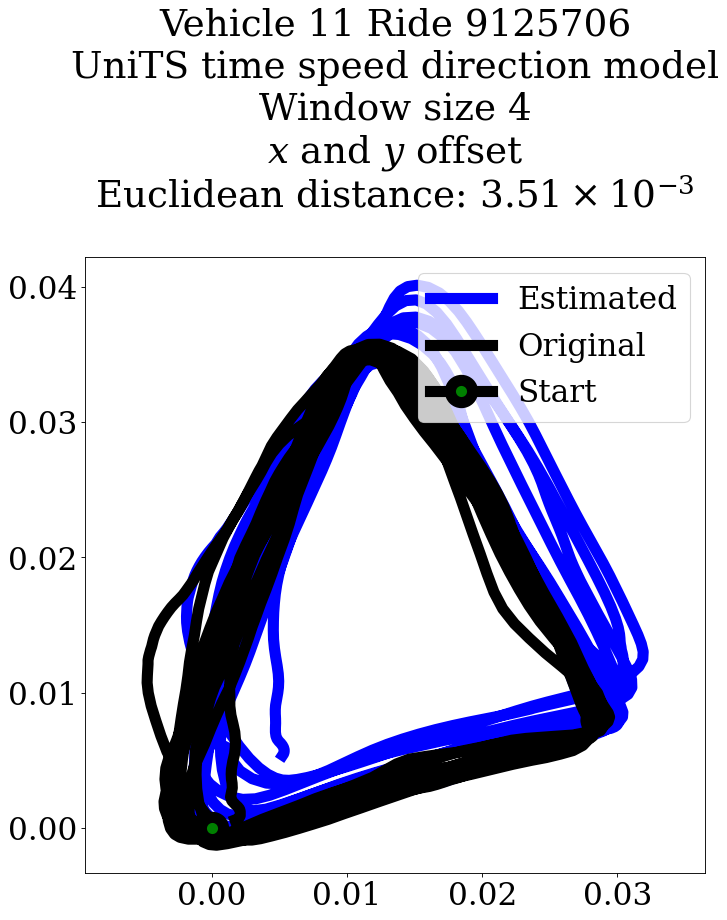 Vehicle 11 Ride 9125706
UniTS time speed direction model
Window size 4
x and y offset
Euclidean distance: 3.51 × 10⁻³
Estimated
Original
Start
0.04
0.03
0.02
0.01
0.00
0.00 0.01 0.02 0.03